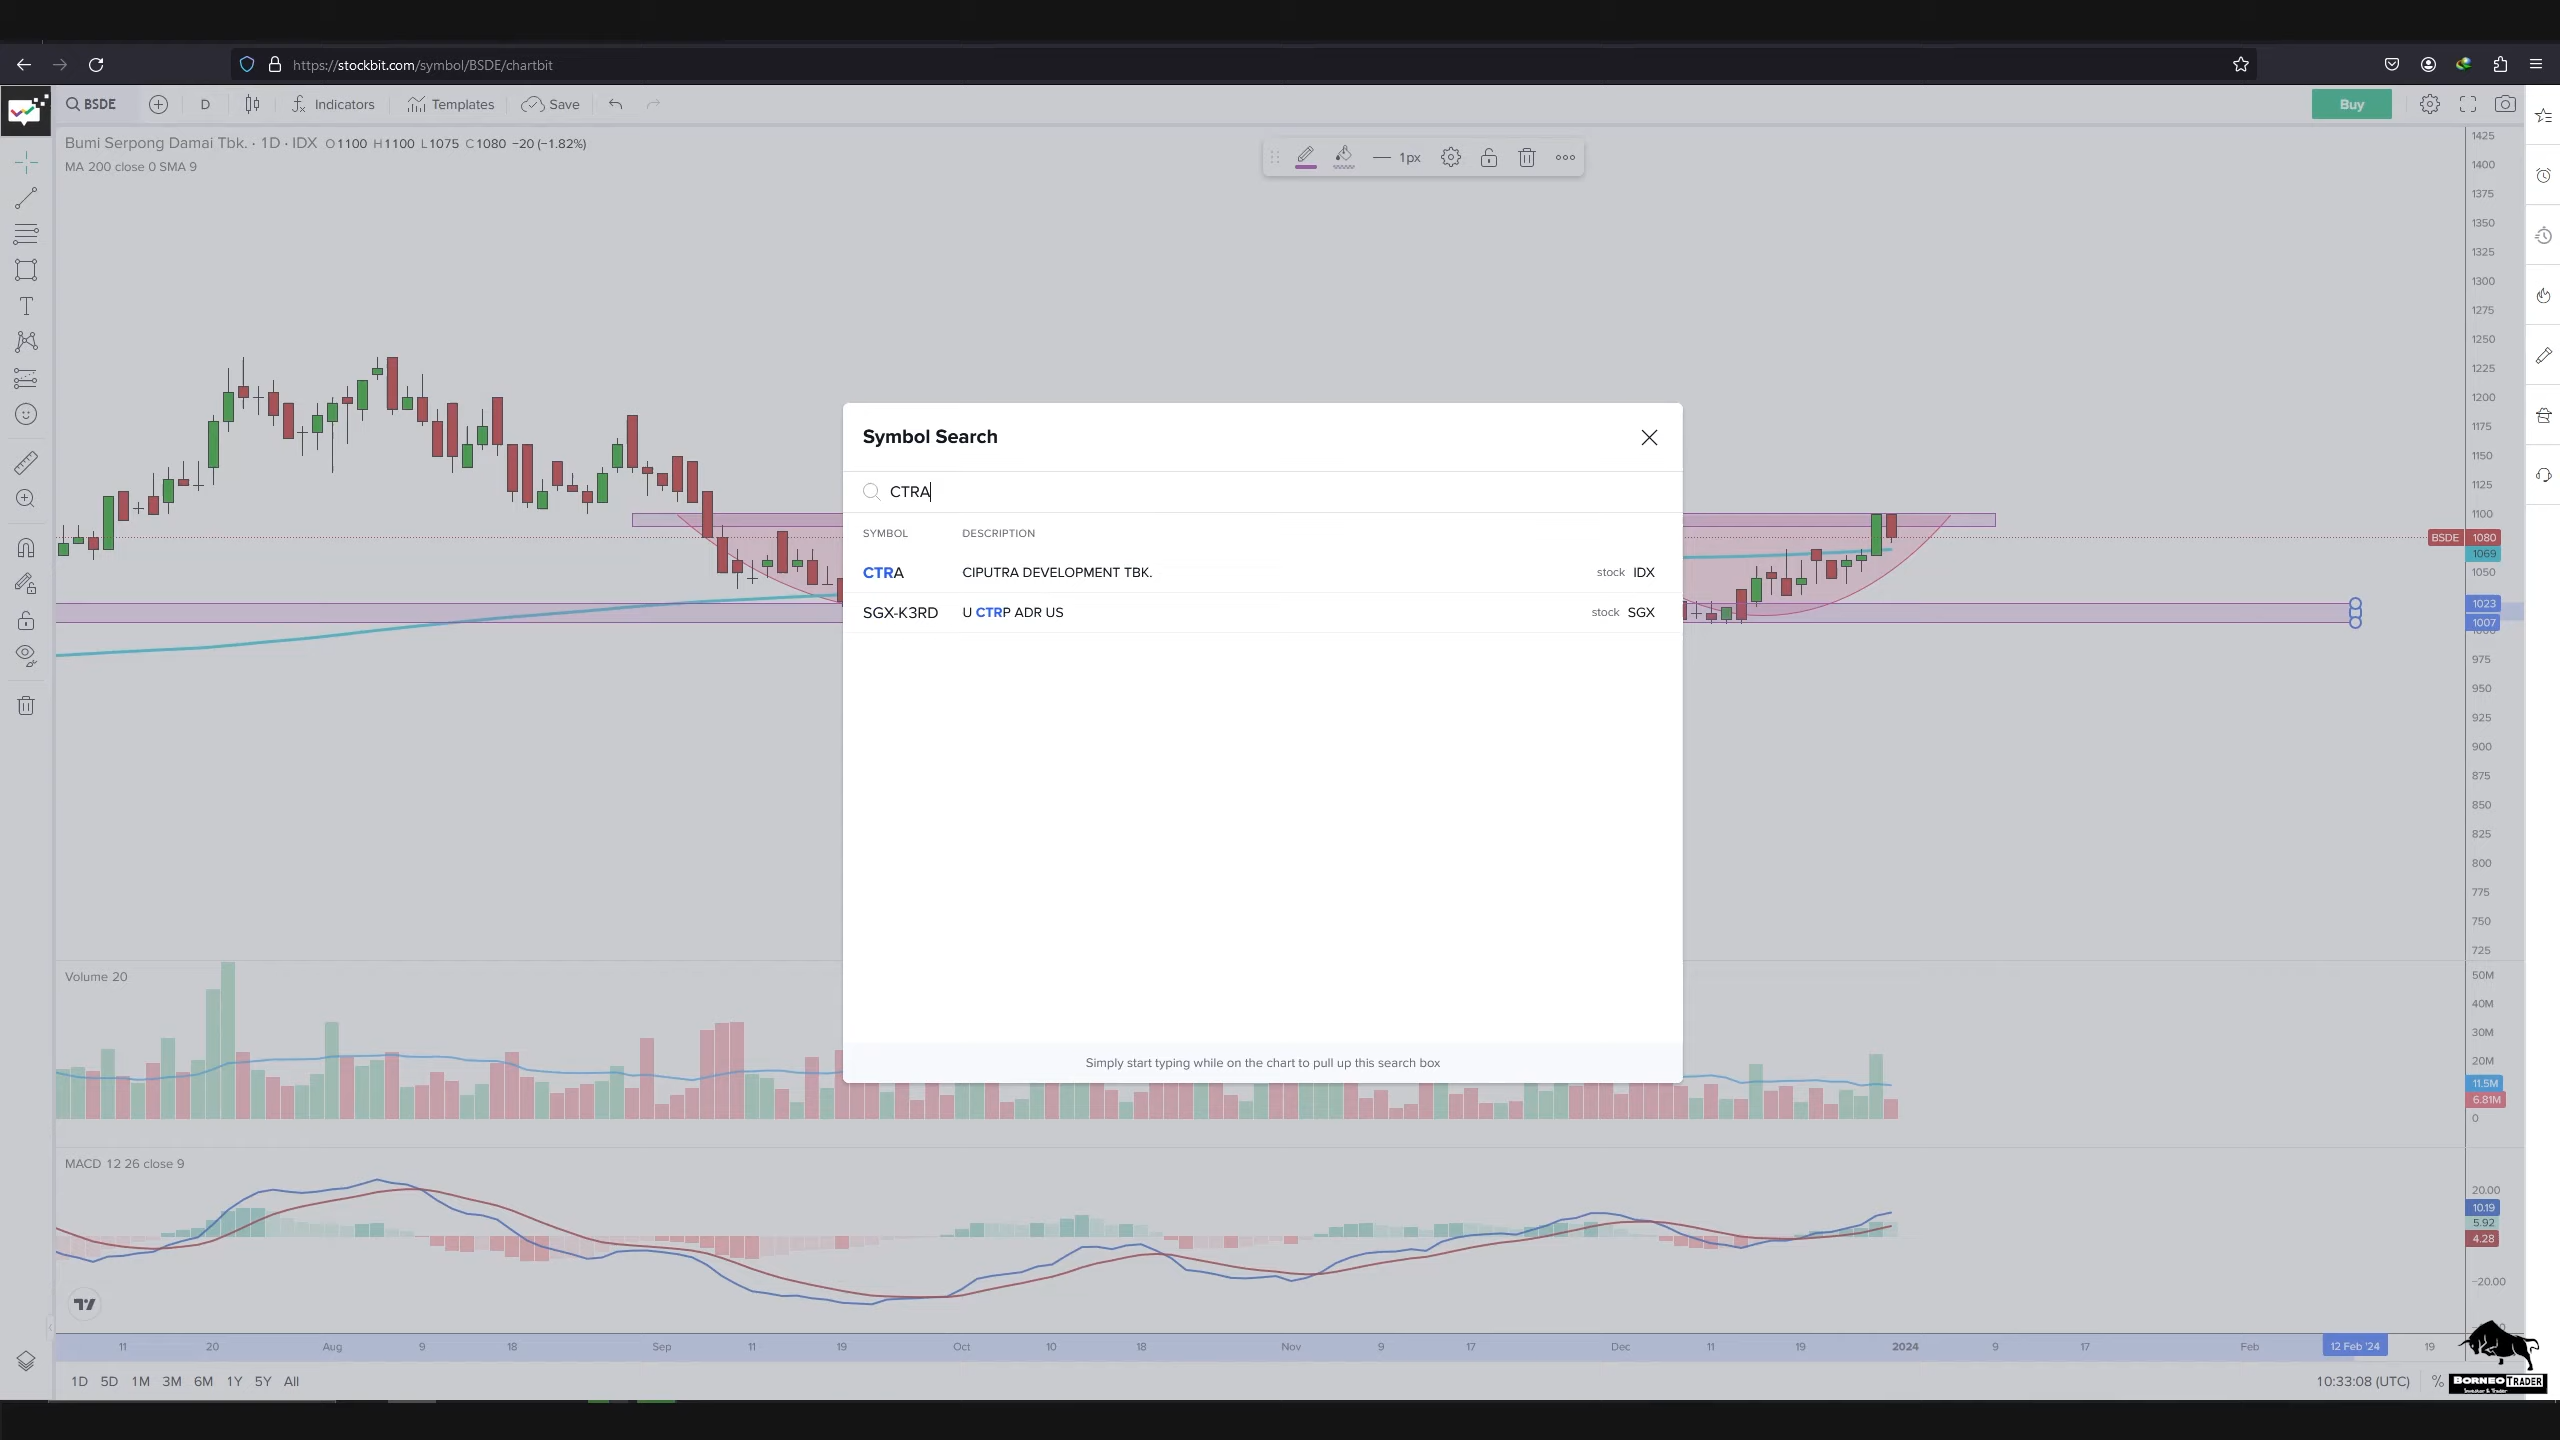 https://stockbit.com/symbol/BSDE/chartbit
BSDE D Indicators Templates Save Buy
Bumi Serpong Damai Tbk. · 1D · IDX O1100 H1100 L1075 C1080 −20 (−1.82%)
MA 200 close 0 SMA 9
1px
1425
1400
1375
1350
1325
1300
1275
1250
1225
1200
1175
1150
1125
1100
BSDE 1080
1069
1050
1023
1007
975
950
925
900
875
850
825
800
775
750
725
Symbol Search
CTRA
SYMBOL DESCRIPTION
CTRA CIPUTRA DEVELOPMENT TBK. stock IDX
SGX-K3RD U CTRP ADR US stock SGX
Simply start typing while on the chart to pull up this search box
Volume 20
50M
40M
30M
20M
11.5M
6.81M
0
MACD 12 26 close 9
20.00
10.19
5.92
4.28
−20.00
11 20 Aug 9 18 Sep 11 19 Oct 10 18 Nov 9 17 Dec 11 19 2024 9 17 Feb 12 Feb '24 19
1D 5D 1M 3M 6M 1Y 5Y All
10:33:08 (UTC) %
BORNEO TRADER
Investor & Trader